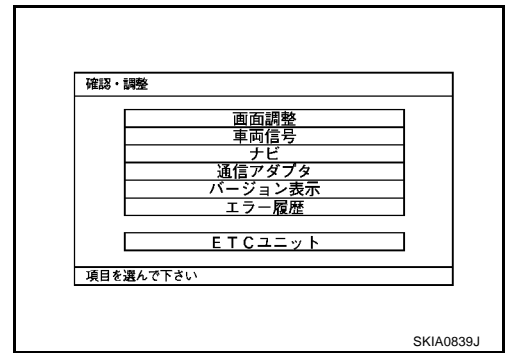 確認・調整
画面調整
車両信号
ナビ
通信アダプタ
バージョン表示
エラー履歴
ETCユニット
項目を選んで下さい
SKIA0839J